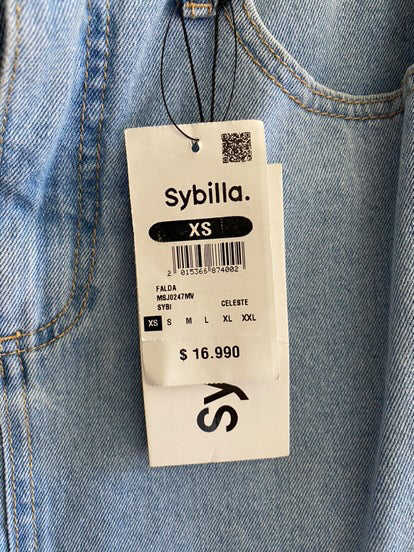 Sybilla.
XS
2 015366 874002
FALDA
MSJ0247MV
SYBI CELESTE
XS S M L XL XXL
$ 16.990
Sy